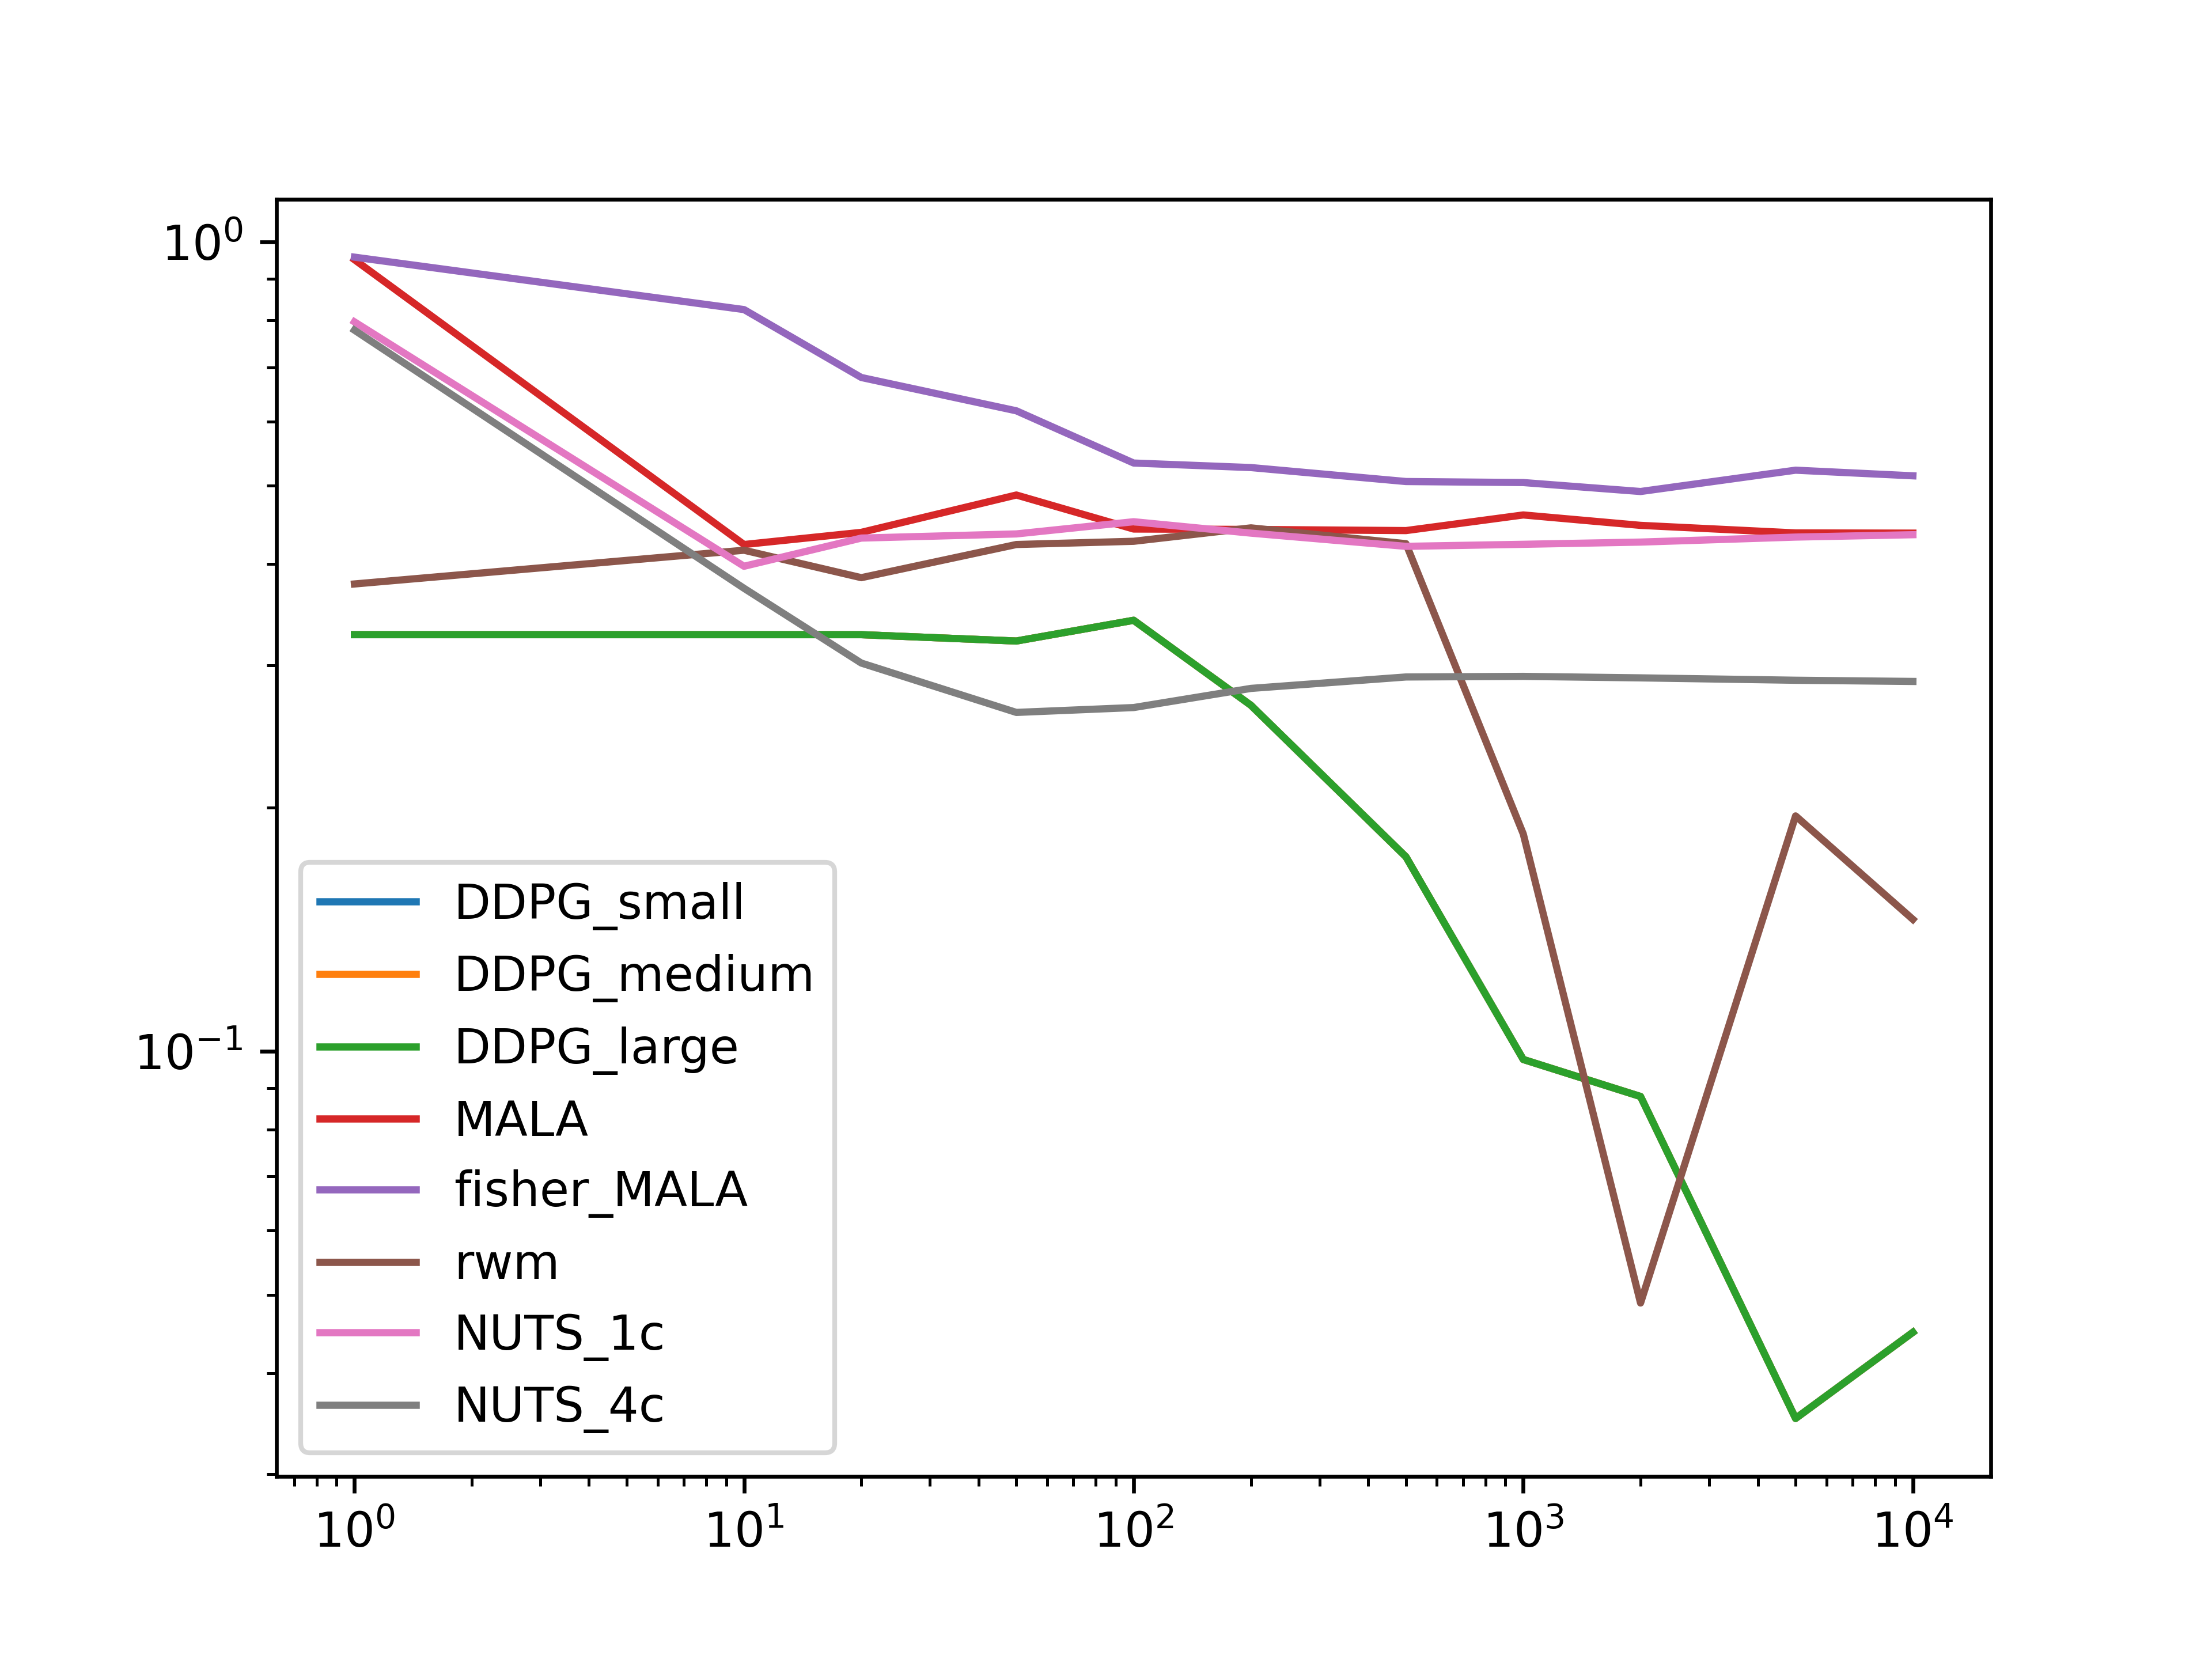 10⁰
10⁻¹
DDPG_small
DDPG_medium
DDPG_large
MALA
fisher_MALA
rwm
NUTS_1c
NUTS_4c
10⁰ 10¹ 10² 10³ 10⁴